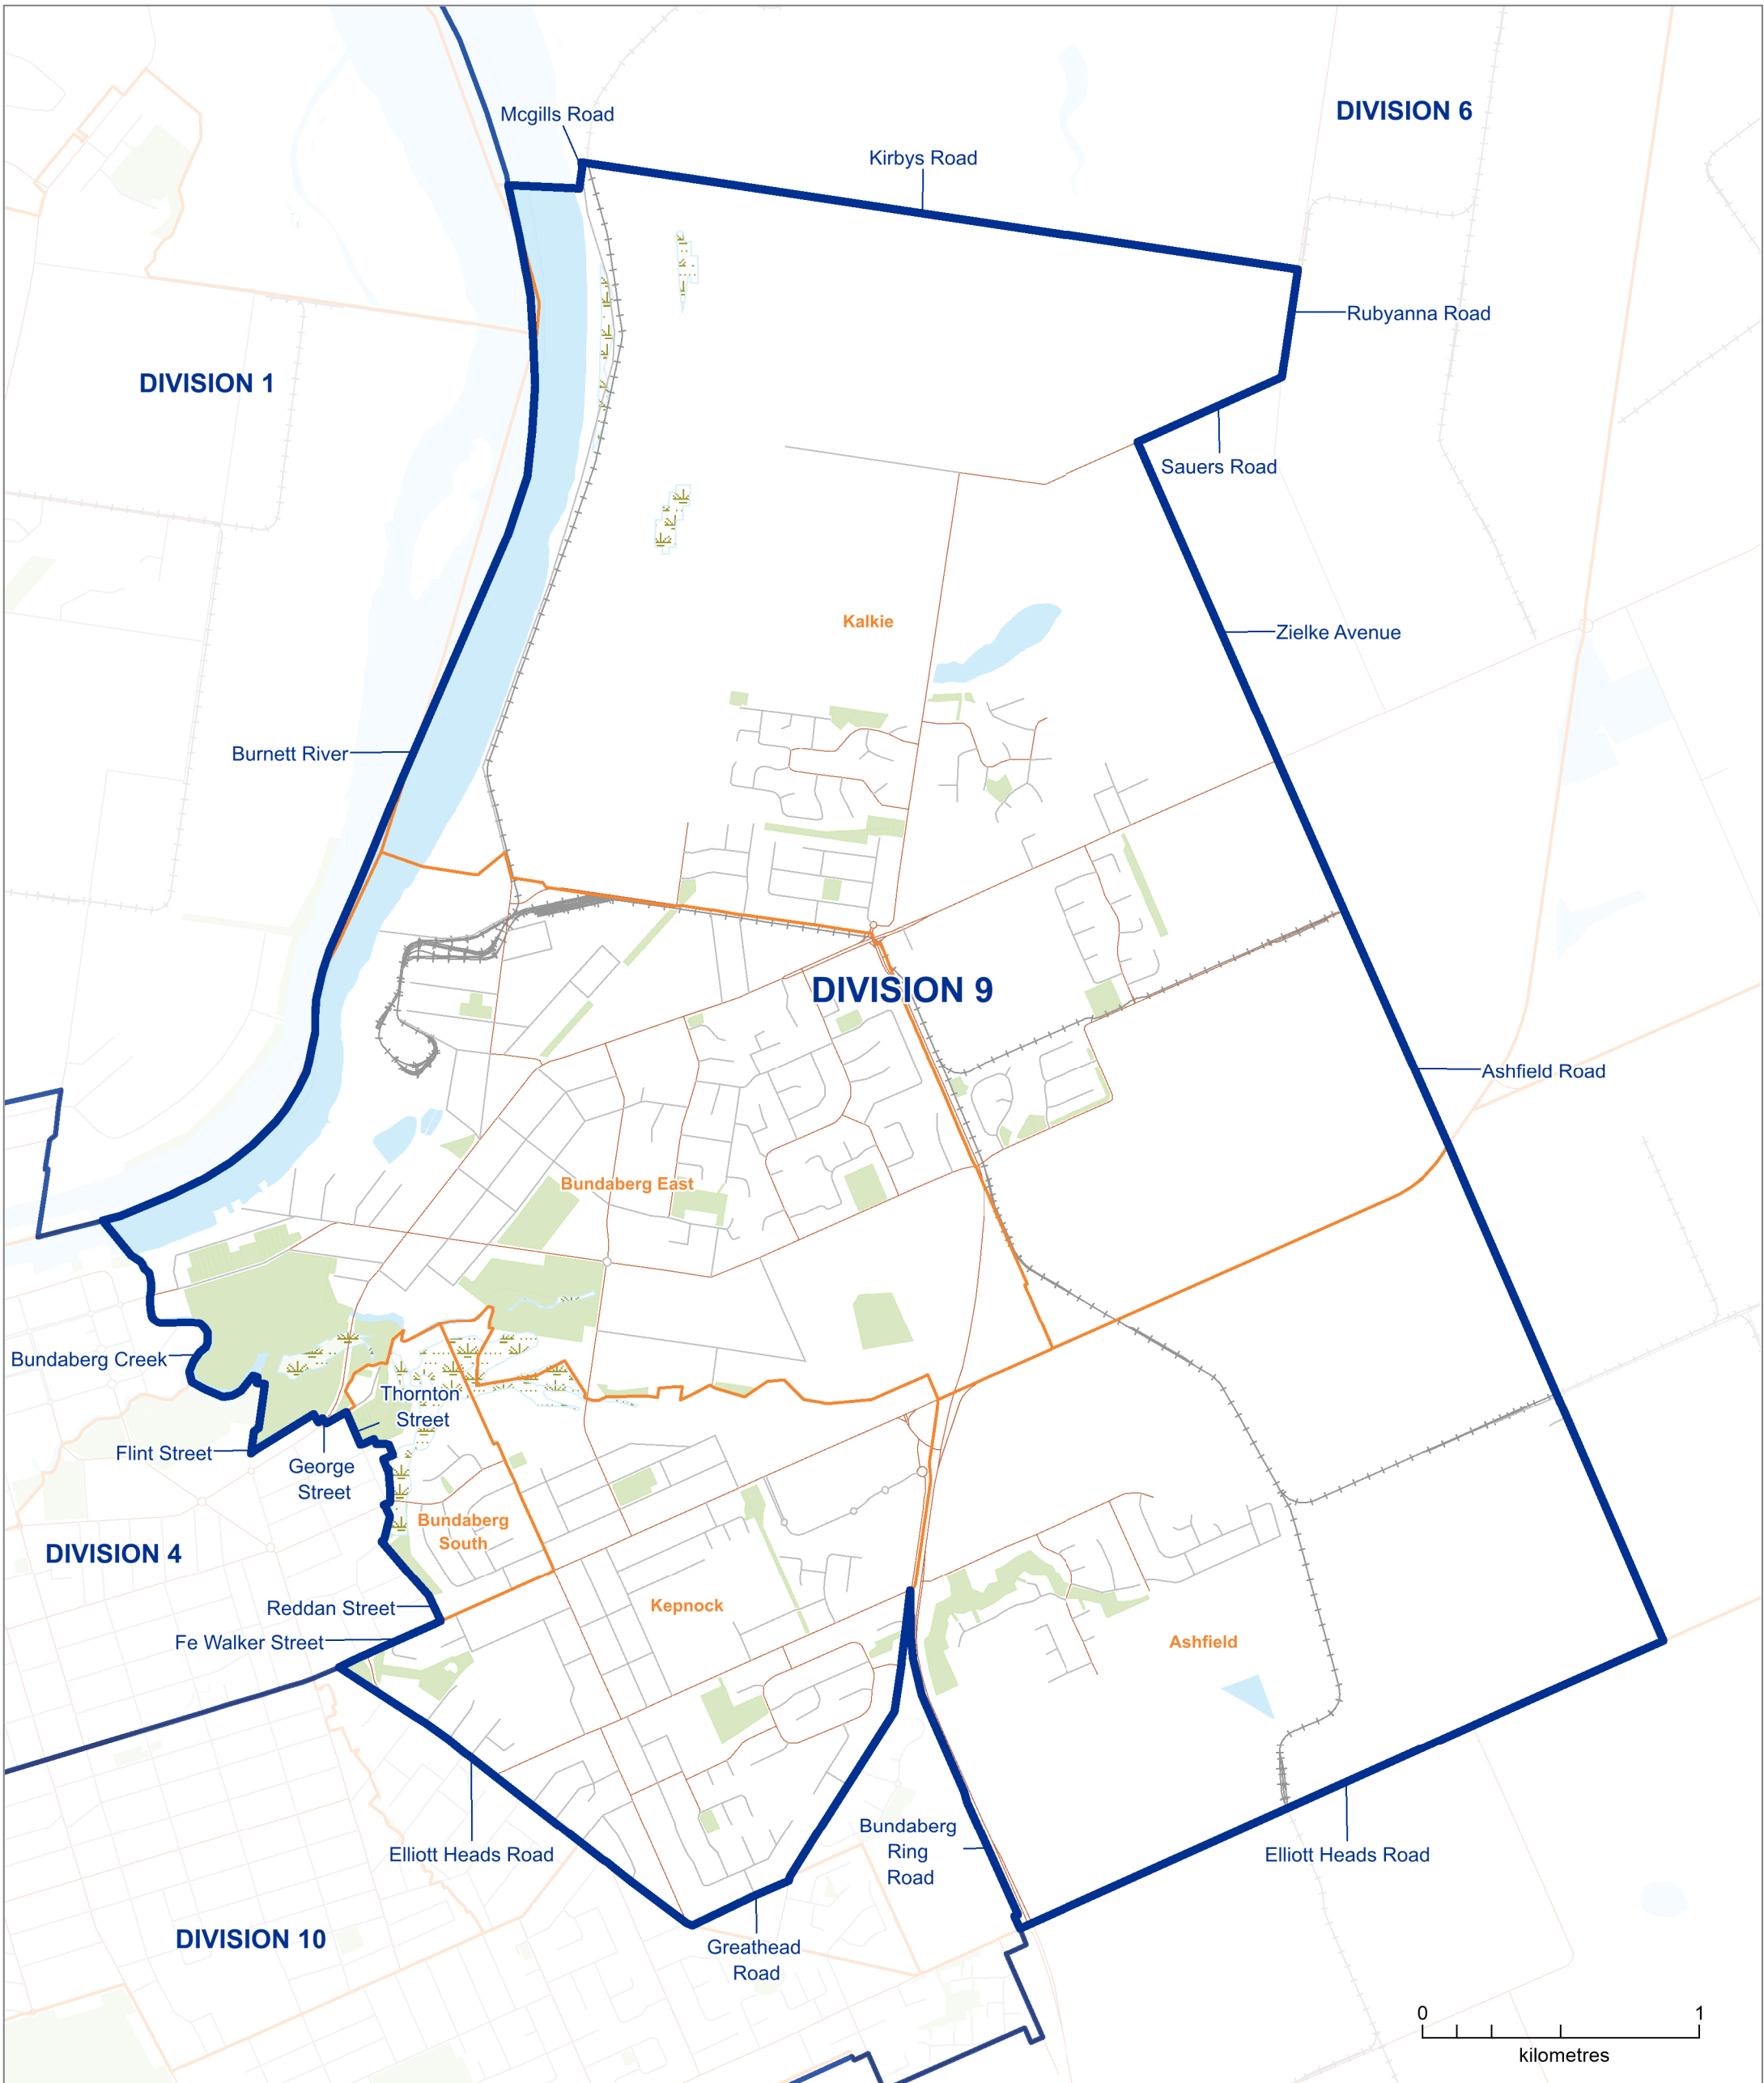 DIVISION 6
Mcgills Road
Kirbys Road
Rubyanna Road
DIVISION 1
Sauers Road
Kalkie
Zielke Avenue
Burnett River
DIVISION 9
Ashfield Road
Bundaberg East
Bundaberg Creek
Thornton
Street
Flint Street
George
Street
Bundaberg
South
DIVISION 4
Reddan Street
Kepnock
Fe Walker Street
Ashfield
Elliott Heads Road
Bundaberg
Ring
Road
Elliott Heads Road
DIVISION 10
Greathead
Road
0 1
kilometres